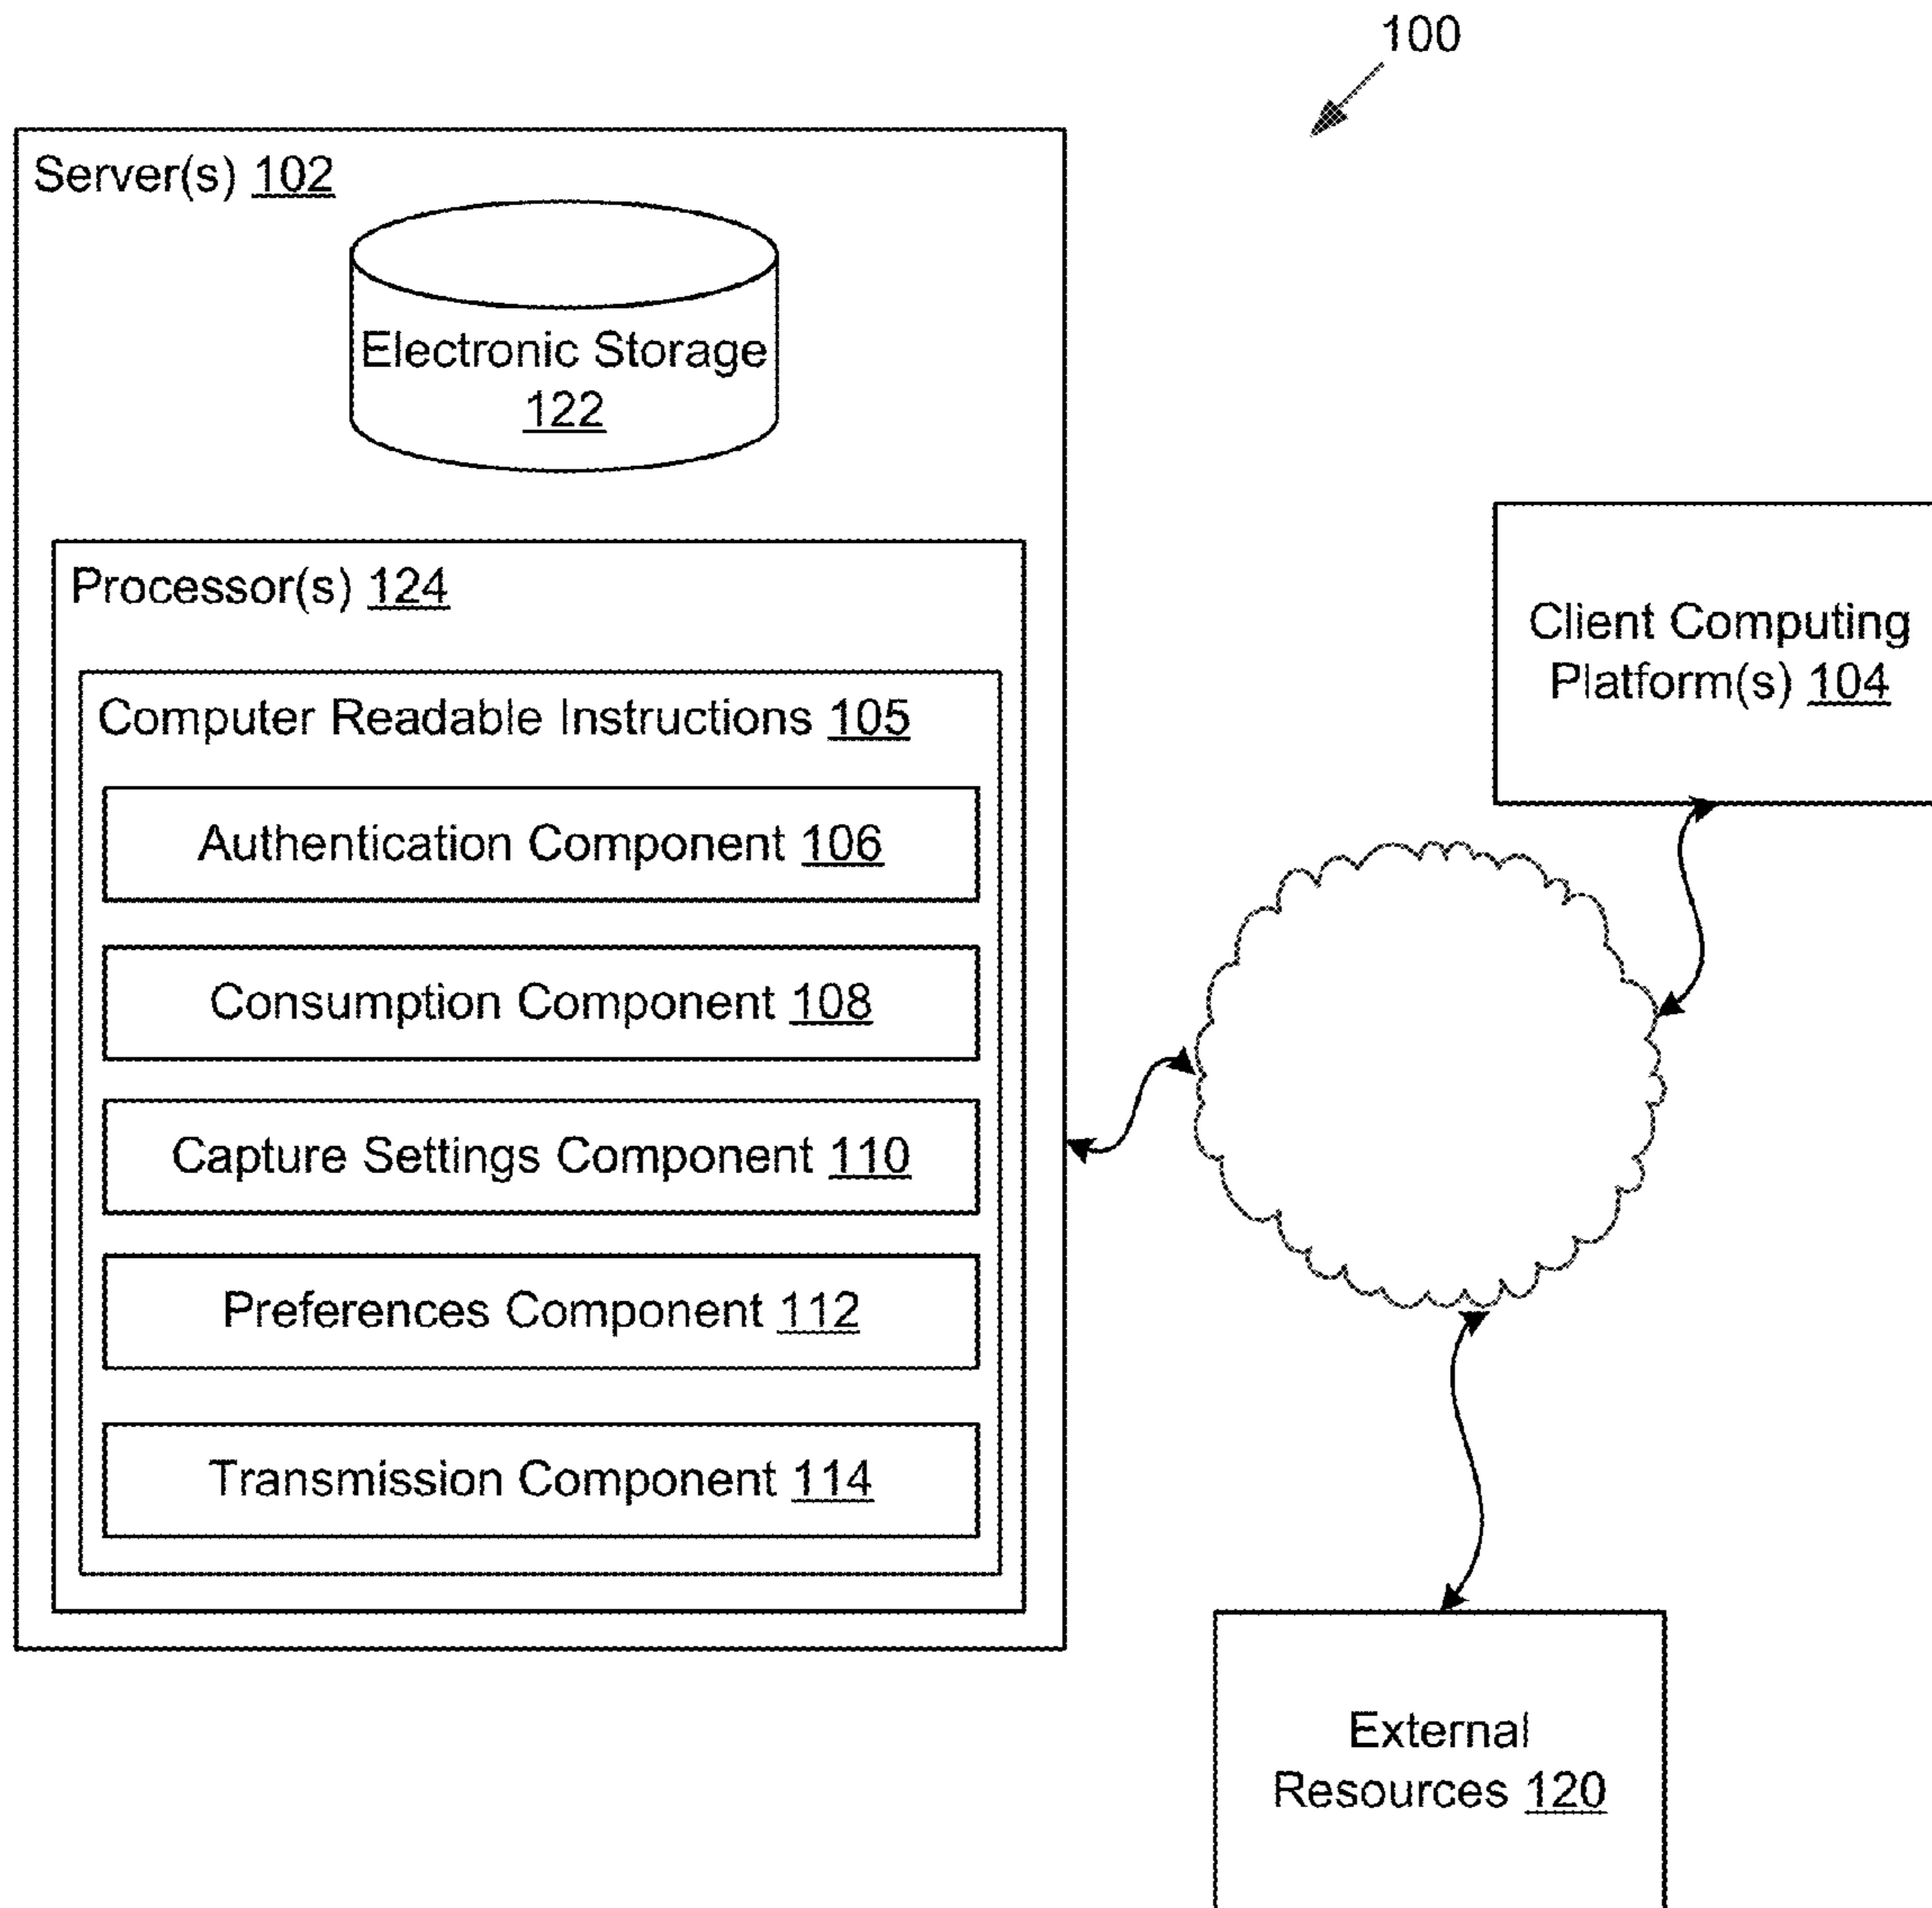 100
Server(s) 102
Electronic Storage
122
Processor(s) 124
Computer Readable Instructions 105
Authentication Component 106
Consumption Component 108
Capture Settings Component 110
Preferences Component 112
Transmission Component 114
Client Computing
Platform(s) 104
External
Resources 120